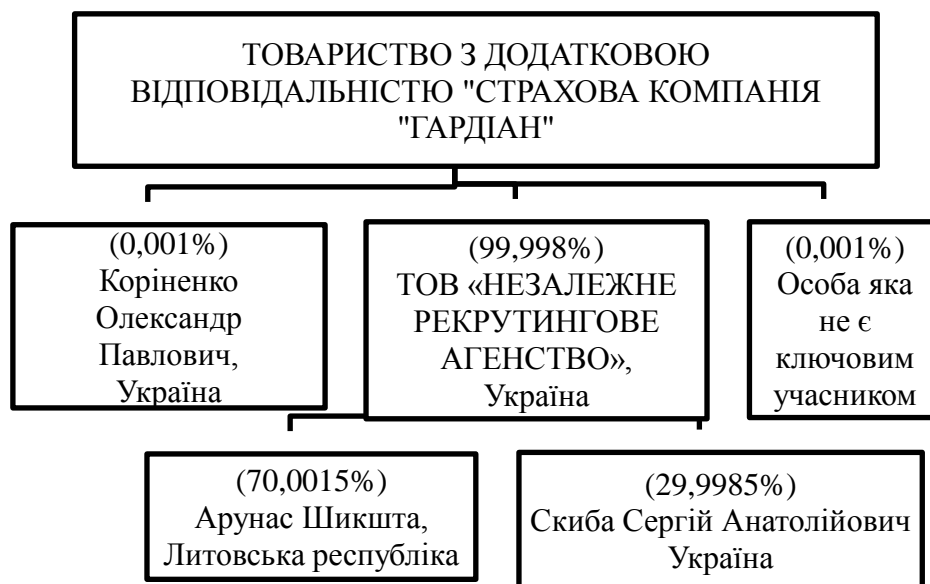 ТОВАРИСТВО З ДОДАТКОВОЮ
ВІДПОВІДАЛЬНІСТЮ "СТРАХОВА КОМПАНІЯ
"ГАРДІАН"
(0,001%)
Коріненко
Олександр
Павлович,
Україна
(99,998%)
ТОВ «НЕЗАЛЕЖНЕ
РЕКРУТИНГОВЕ
АГЕНСТВО»,
Україна
(0,001%)
Особа яка
не є
ключовим
учасником
(70,0015%)
Арунас Шикшта,
Литовська республіка
(29,9985%)
Скиба Сергій Анатолійович
Україна